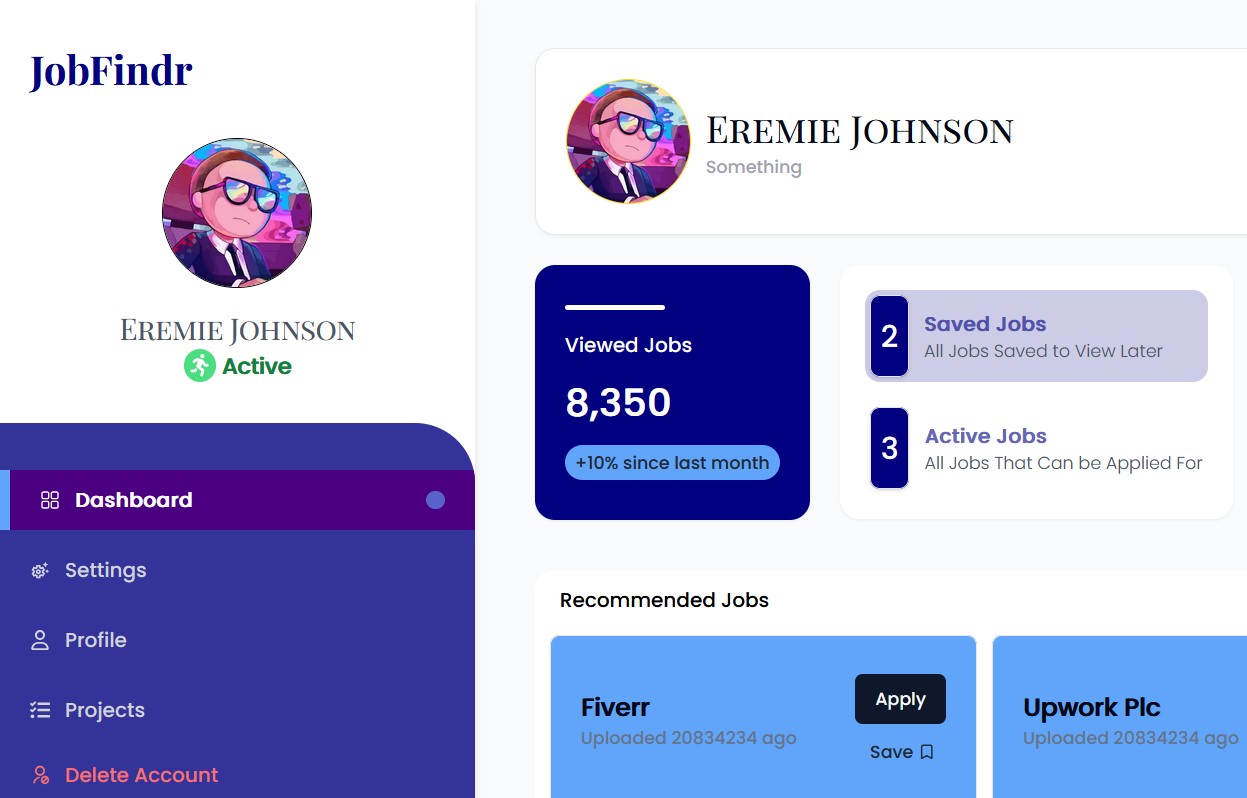 JobFindr
Eremie Johnson
Active
Dashboard
Settings
Profile
Projects
Delete Account
Eremie Johnson
Something
Viewed Jobs
8,350
+10% since last month
2
Saved Jobs
All Jobs Saved to View Later
3
Active Jobs
All Jobs That Can be Applied For
Recommended Jobs
Fiverr
Uploaded 20834234 ago
Apply
Save
Upwork Plc
Uploaded 20834234 ago